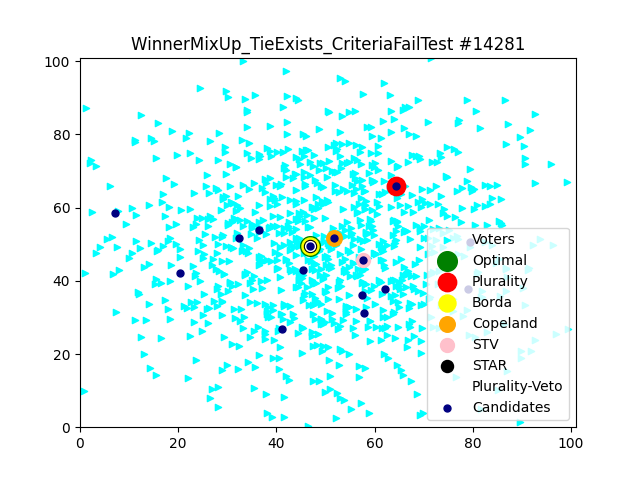 WinnerMixUp_TieExists_CriteriaFailTest #14281
100
80
60
40
20
0
0 20 40 60 80 100
Voters
Optimal
Plurality
Borda
Copeland
STV
STAR
Plurality-Veto
Candidates